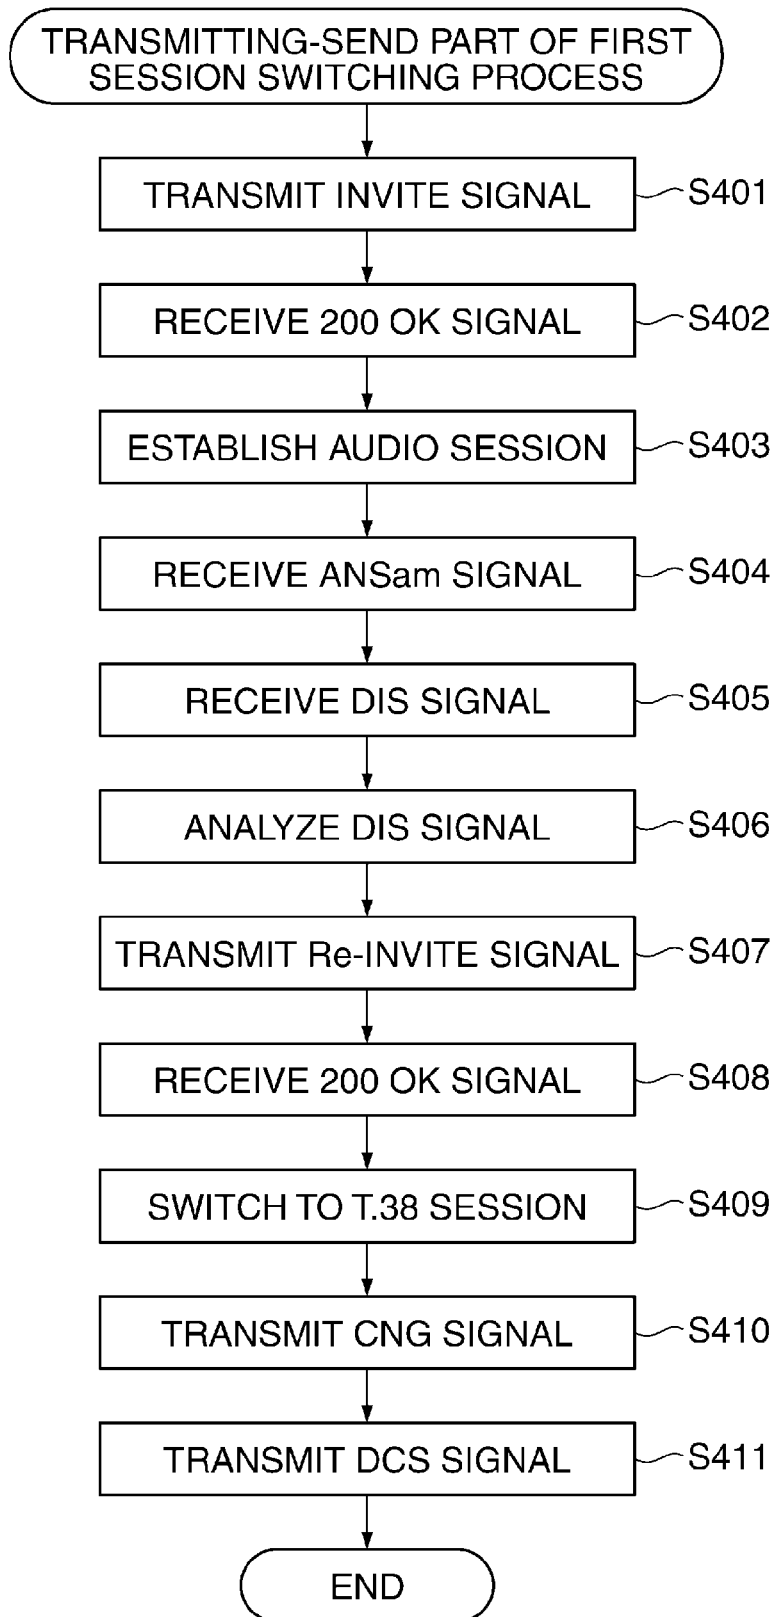 TRANSMITTING-SEND PART OF FIRST
SESSION SWITCHING PROCESS
TRANSMIT INVITE SIGNAL
S401
RECEIVE 200 OK SIGNAL
S402
ESTABLISH AUDIO SESSION
S403
RECEIVE ANSam SIGNAL
S404
RECEIVE DIS SIGNAL
S405
ANALYZE DIS SIGNAL
S406
TRANSMIT Re-INVITE SIGNAL
S407
RECEIVE 200 OK SIGNAL
S408
SWITCH TO T.38 SESSION
S409
TRANSMIT CNG SIGNAL
S410
TRANSMIT DCS SIGNAL
S411
END